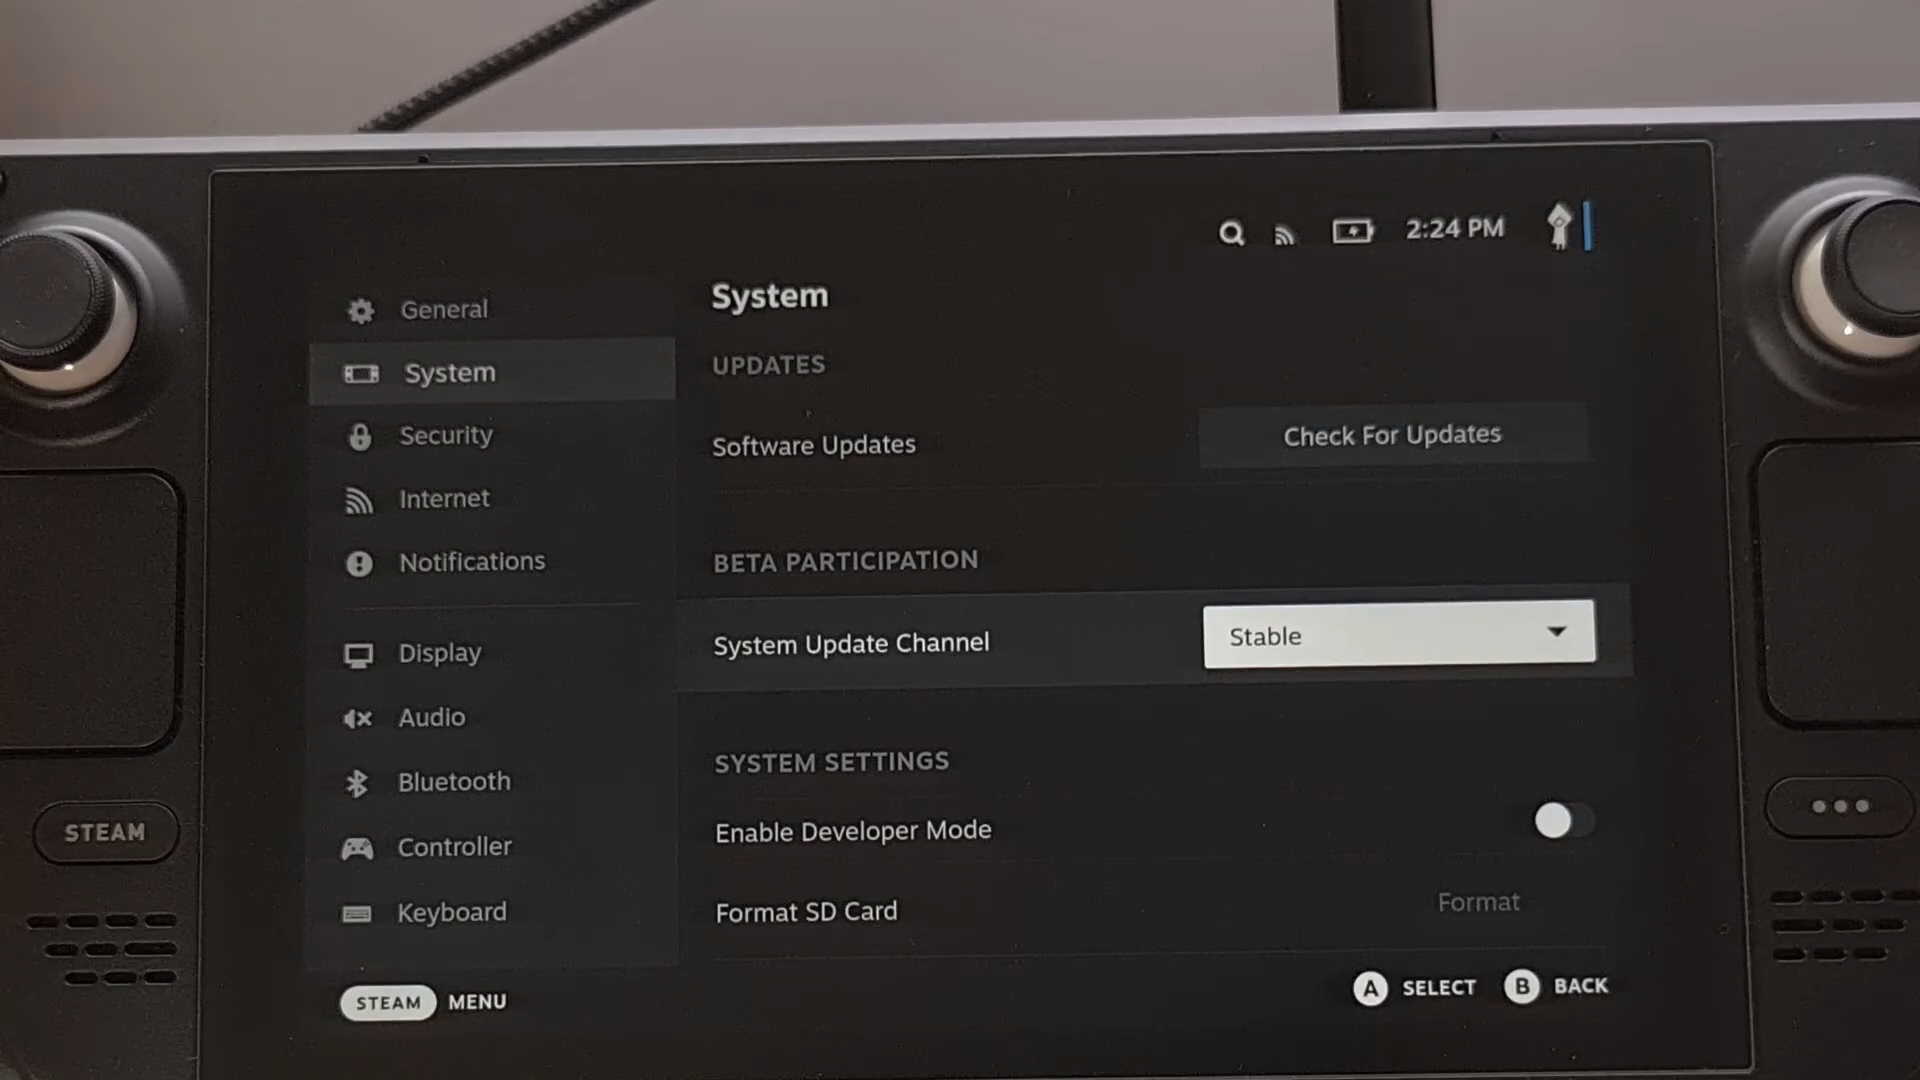 2:24 PM
General
System
Security
Internet
Notifications
Display
Audio
Bluetooth
Controller
Keyboard
System
UPDATES
Software Updates
Check For Updates
BETA PARTICIPATION
System Update Channel
Stable
SYSTEM SETTINGS
Enable Developer Mode
Format SD Card
Format
STEAM MENU
A SELECT B BACK
STEAM